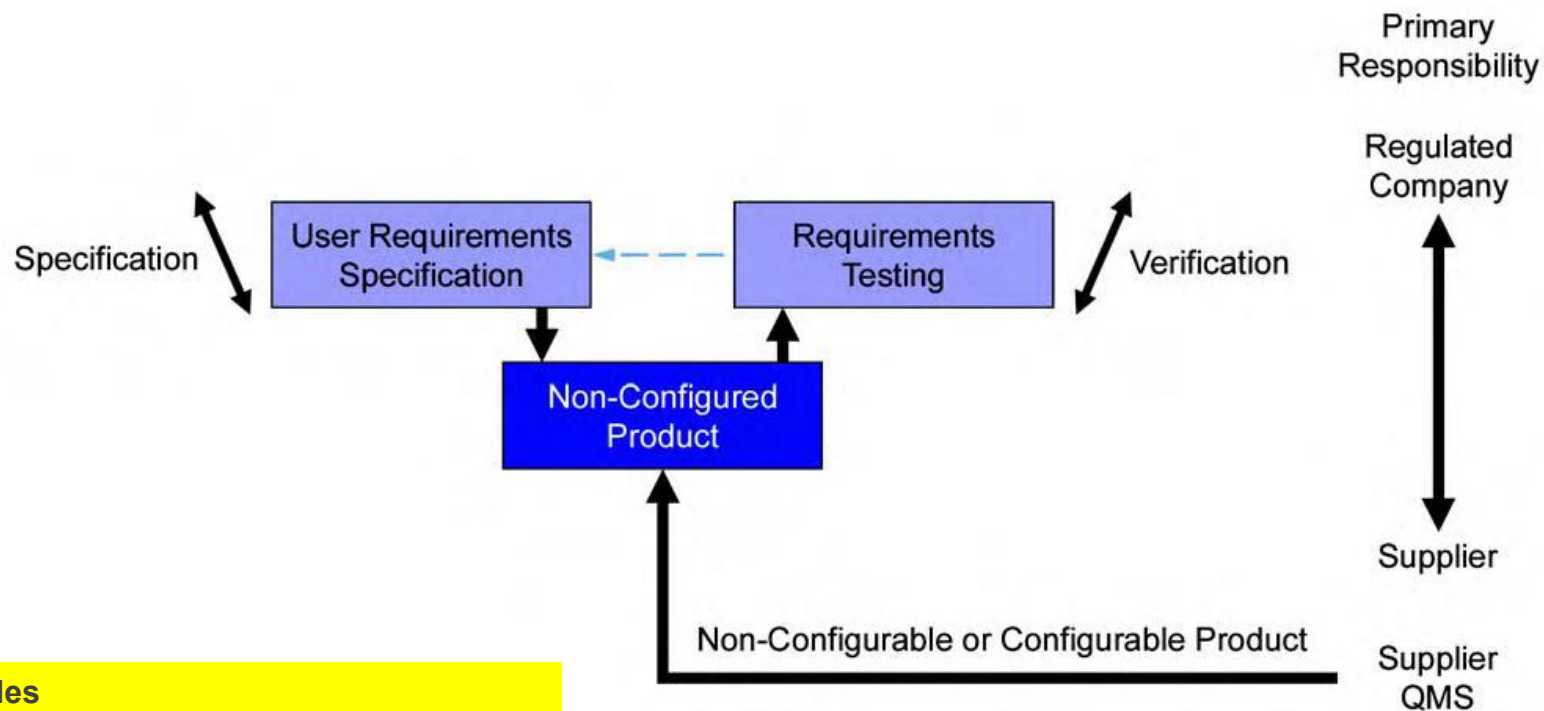 Primary
Responsibility
Regulated
Company
Specification
User Requirements
Specification
Requirements
Testing
Verification
Non-Configured
Product
Supplier
Non-Configurable or Configurable Product
Supplier
QMS